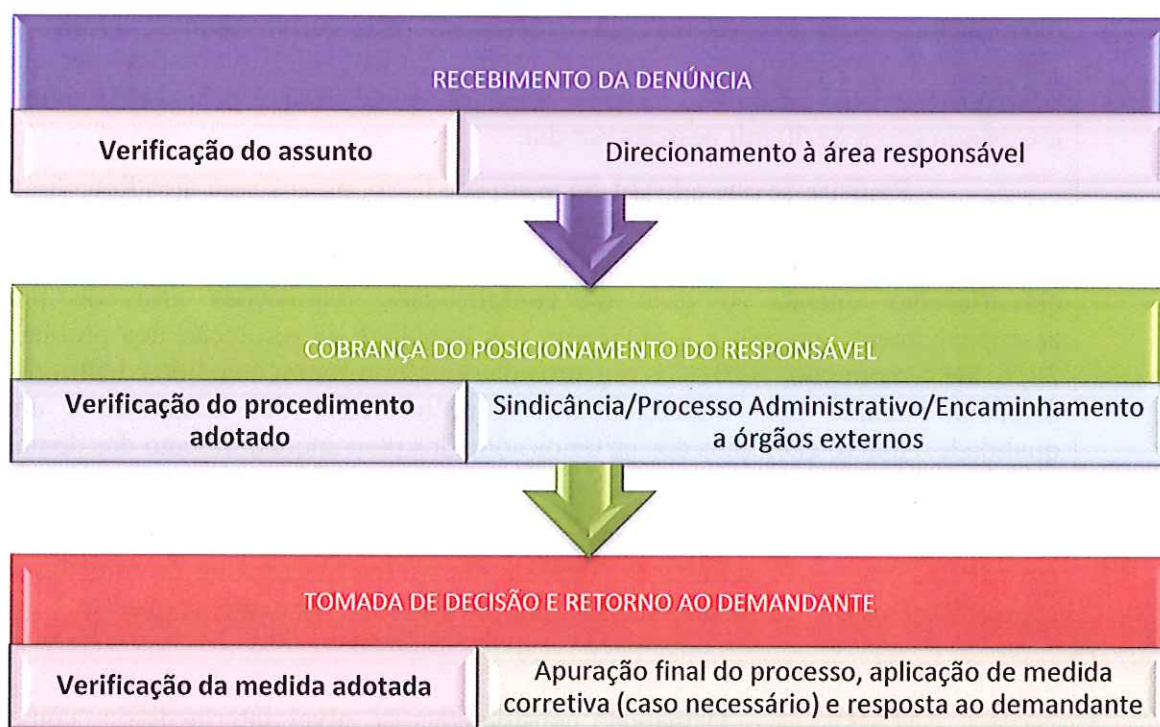 RECEBIMENTO DA DENÚNCIA
Verificação do assunto
Direcionamento à área responsável
COBRANÇA DO POSICIONAMENTO DO RESPONSÁVEL
Verificação do procedimento
adotado
Sindicância/Processo Administrativo/Encaminhamento
a órgãos externos
TOMADA DE DECISÃO E RETORNO AO DEMANDANTE
Verificação da medida adotada
Apuração final do processo, aplicação de medida
corretiva (caso necessário) e resposta ao demandante